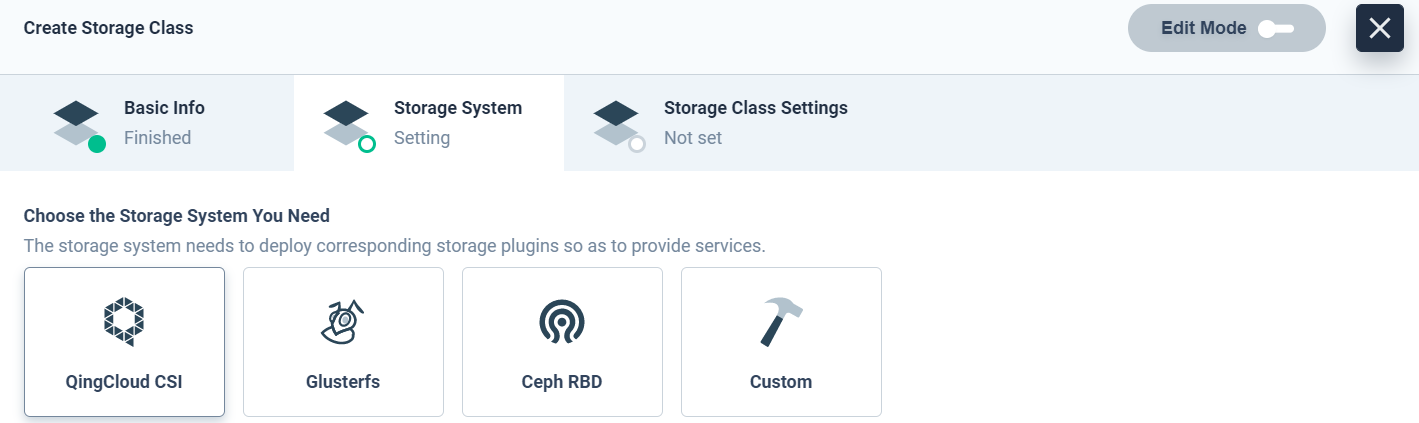 Create Storage Class
Edit Mode
Basic Info
Finished
Storage System
Setting
Storage Class Settings
Not set
Choose the Storage System You Need
The storage system needs to deploy corresponding storage plugins so as to provide services.
QingCloud CSI
Glusterfs
Ceph RBD
Custom